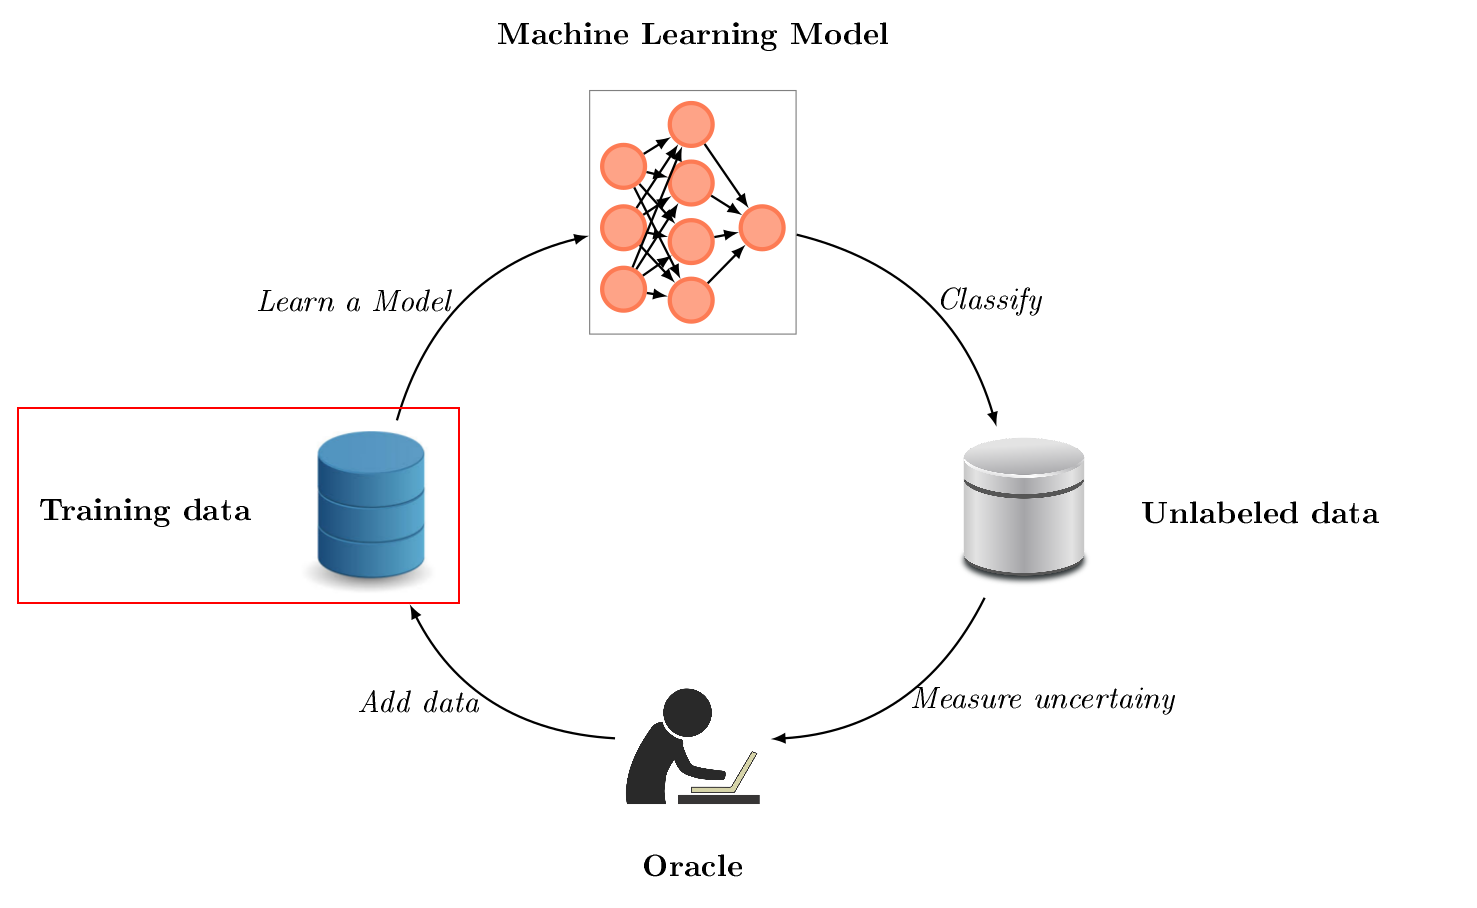 Machine Learning Model
Learn a Model
Classify
Training data
Unlabeled data
Add data
Measure uncertainy
Oracle